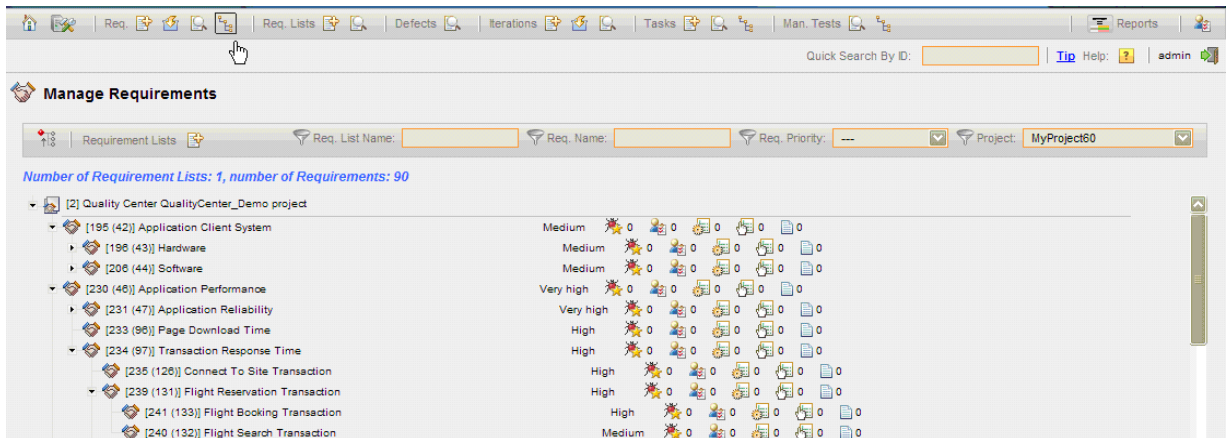 Req. Req. Lists Defects Iterations Tasks Man. Tests Reports
Quick Search By ID: Tip Help: ? admin
Manage Requirements
Requirement Lists Req. List Name: Req. Name: Req. Priority: --- Project: MyProject60
Number of Requirement Lists: 1, number of Requirements: 90
[2] Quality Center QualityCenter_Demo project
[195 (42)] Application Client System Medium 0 0 0 0 0
[196 (43)] Hardware Medium 0 0 0 0 0
[206 (44)] Software Medium 0 0 0 0 0
[230 (46)] Application Performance Very high 0 0 0 0 0
[231 (47)] Application Reliability Very high 0 0 0 0 0
[233 (96)] Page Download Time High 0 0 0 0 0
[234 (97)] Transaction Response Time High 0 0 0 0 0
[235 (126)] Connect To Site Transaction High 0 0 0 0 0
[239 (131)] Flight Reservation Transaction High 0 0 0 0 0
[241 (133)] Flight Booking Transaction High 0 0 0 0 0
[240 (132)] Flight Search Transaction Medium 0 0 0 0 0